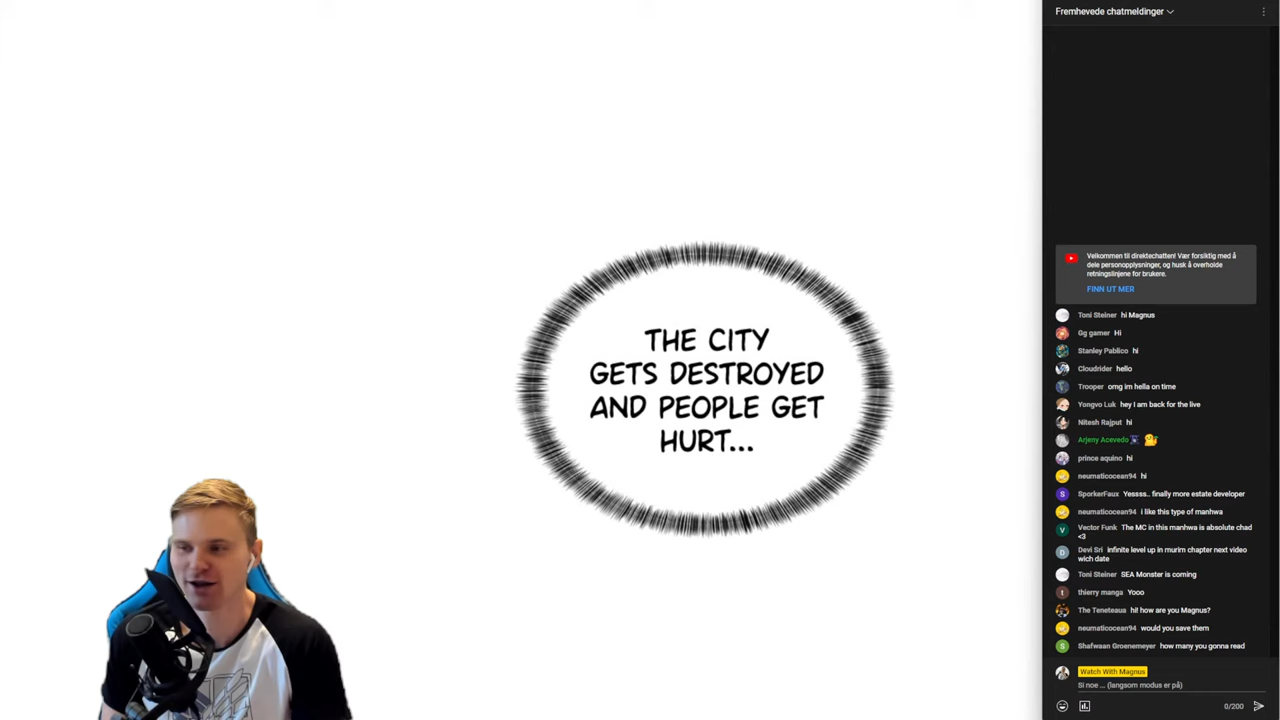 Fremhevede chatmeldinger
THE CITY
GETS DESTROYED
AND PEOPLE GET
HURT...
Velkommen til direktechatten! Vær forsiktig med å
dele personopplysninger, og husk å overholde
retningslinjene for brukere.
FINN UT MER
Toni Steiner hi Magnus
Gg gamer Hi
Stanley Pablico hi
Cloudrider hello
Trooper omg im hella on time
Yongvo Luk hey I am back for the live
Nitesh Rajput hi
Arjeny Acevedo
prince aquino hi
neumaticocean94 hi
SporkerFaux Yessss.. finally more estate developer
neumaticocean94 i like this type of manhwa
Vector Funk The MC in this manhwa is absolute chad
<3
Devi Sri infinite level up in murim chapter next video
wich date
Toni Steiner SEA Monster is coming
thierry manga Yooo
The Teneteaua hi! how are you Magnus?
neumaticocean94 would you save them
Shafwaan Groenemeyer how many you gonna read
Watch With Magnus
Si noe ... (langsom modus er på)
0/200